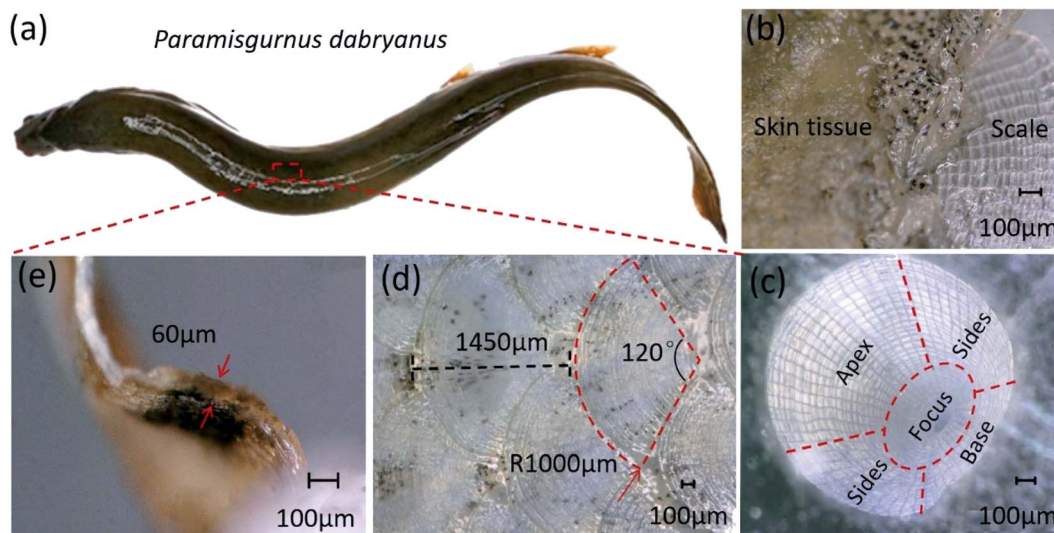 (a)
Paramisgurnus dabryanus
(b)
Skin tissue
Scale
100μm
(e)
60μm
100μm
(d)
1450μm
120°
R1000μm
100μm
(c)
Apex
Sides
Focus
Base
Sides
100μm